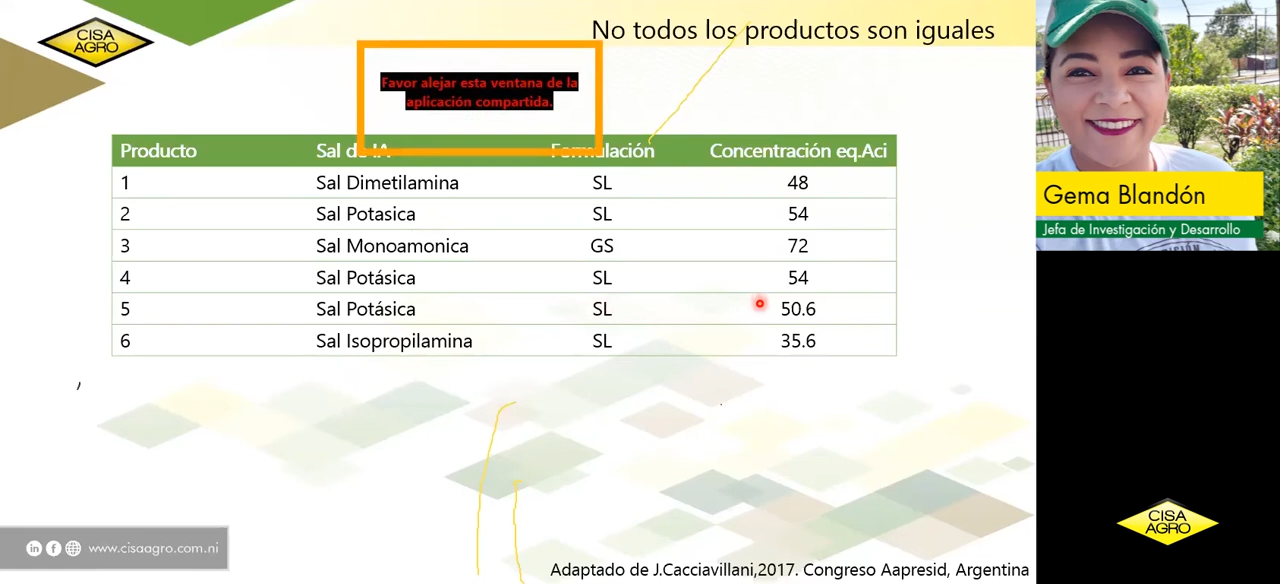 CISA
AGRO
No todos los productos son iguales
Favor alejar esta ventana de la
aplicación compartida.
Producto Sal de IA Formulación Concentración eq.Aci
1 Sal Dimetilamina SL 48
2 Sal Potasica SL 54
3 Sal Monoamonica GS 72
4 Sal Potásica SL 54
5 Sal Potásica SL 50.6
6 Sal Isopropilamina SL 35.6
Gema Blandón
Jefa de Investigación y Desarrollo
CISA
AGRO
www.cisaagro.com.ni
Adaptado de J.Cacciavillani,2017. Congreso Aapresid, Argentina